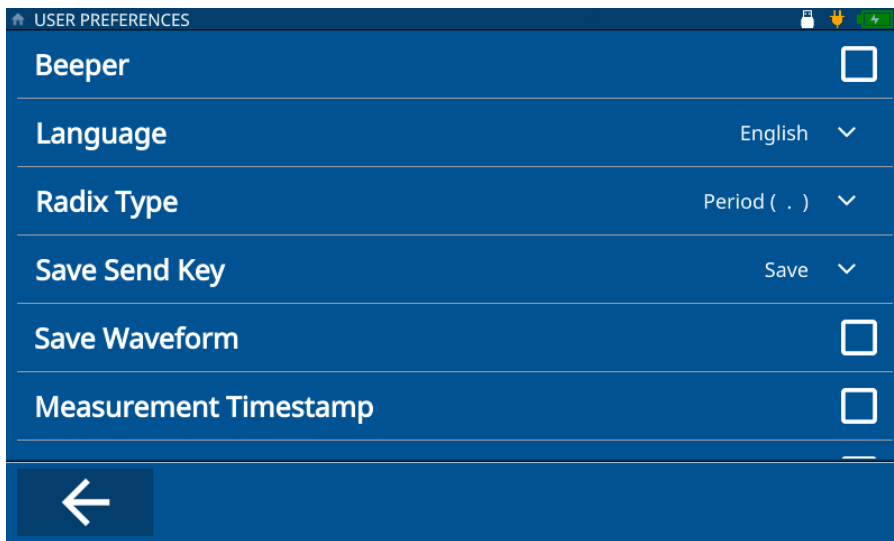 USER PREFERENCES
Beeper
Language English
Radix Type Period ( . )
Save Send Key Save
Save Waveform
Measurement Timestamp